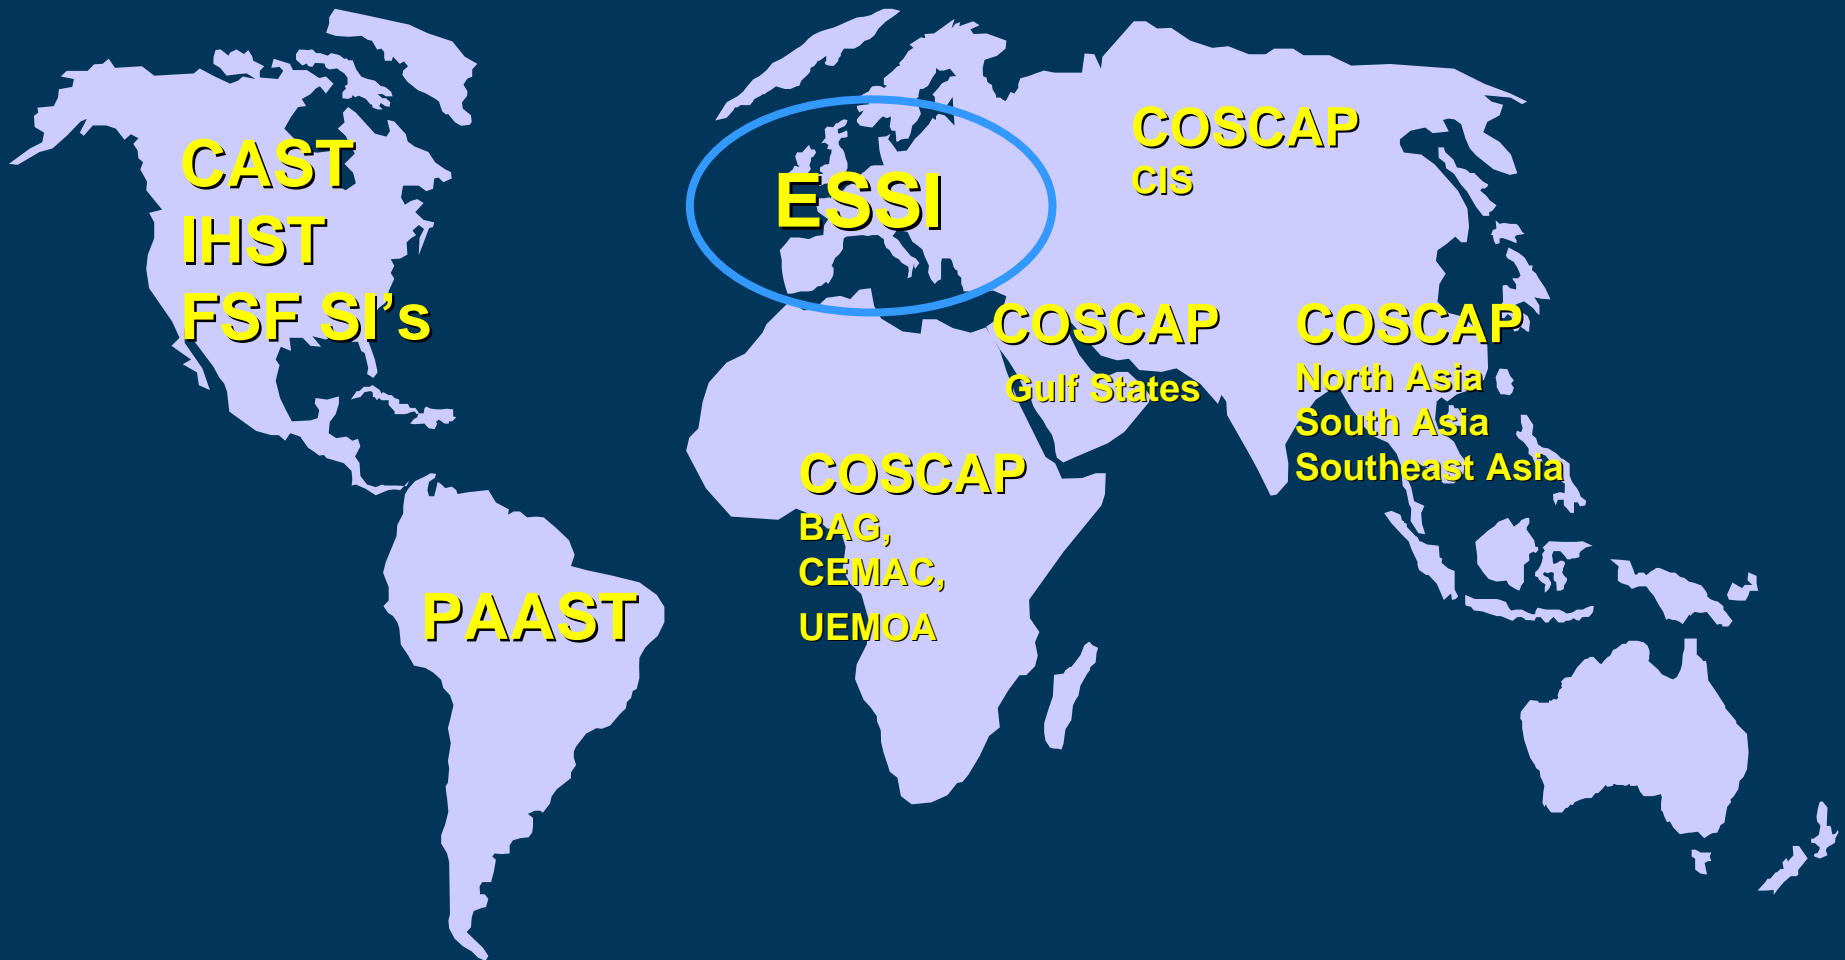 CAST
IHST
FSF SI’s
ESSI
COSCAP
CIS
COSCAP
Gulf States
COSCAP
North Asia
South Asia
Southeast Asia
COSCAP
BAG,
CEMAC,
UEMOA
PAAST